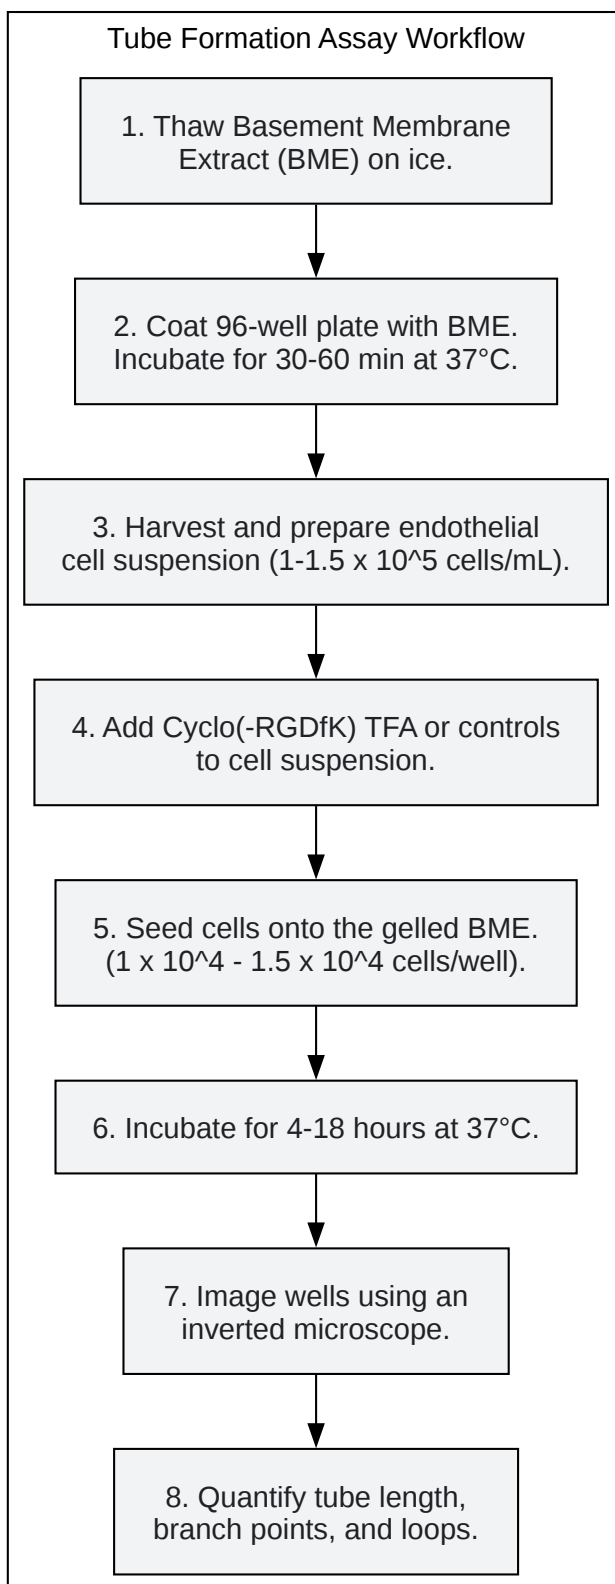 Tube Formation Assay Workflow
1. Thaw Basement Membrane
Extract (BME) on ice.
2. Coat 96-well plate with BME.
Incubate for 30-60 min at 37°C.
3. Harvest and prepare endothelial
cell suspension (1-1.5 x 10^5 cells/mL).
4. Add Cyclo(-RGDfK) TFA or controls
to cell suspension.
5. Seed cells onto the gelled BME.
(1 x 10^4 - 1.5 x 10^4 cells/well).
6. Incubate for 4-18 hours at 37°C.
7. Image wells using an
inverted microscope.
8. Quantify tube length,
branch points, and loops.